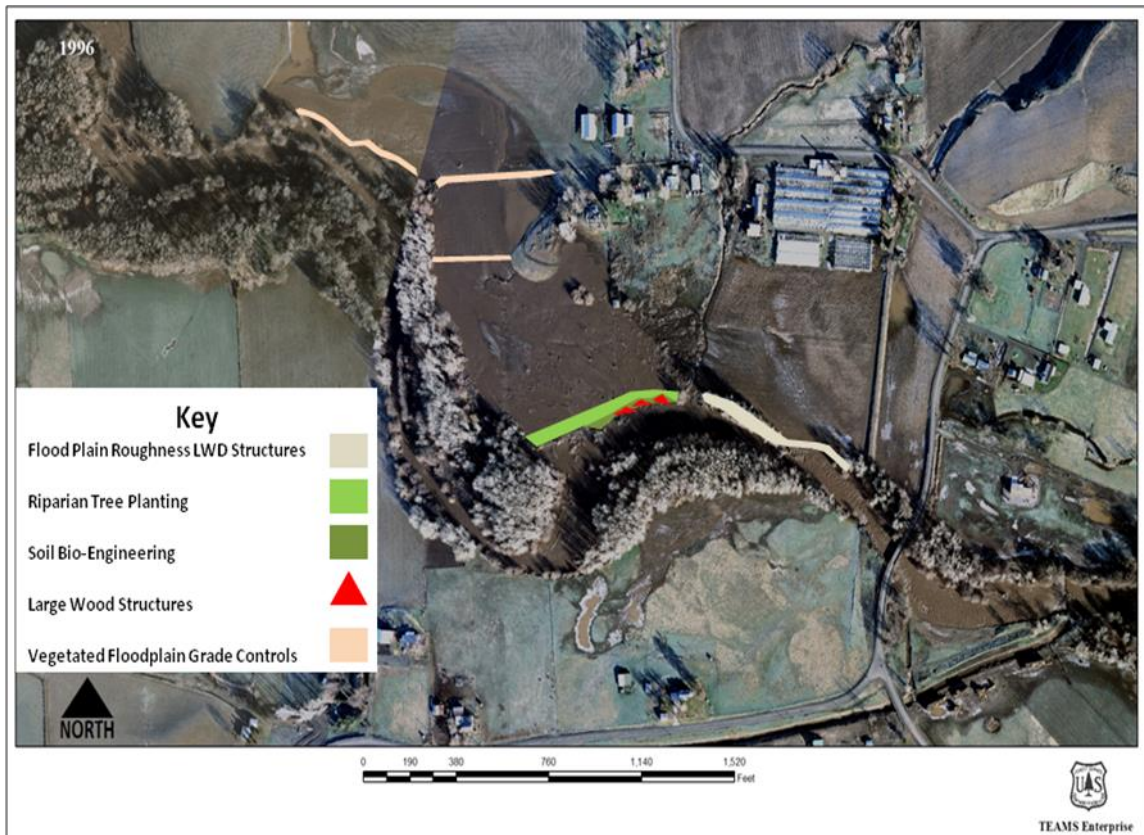 1996
Key
Flood Plain Roughness LWD Structures
Riparian Tree Planting
Soil Bio-Engineering
Large Wood Structures
Vegetated Floodplain Grade Controls
NORTH
0 190 380 760 1,140 1,520
Feet
U S
TEAMS Enterprise